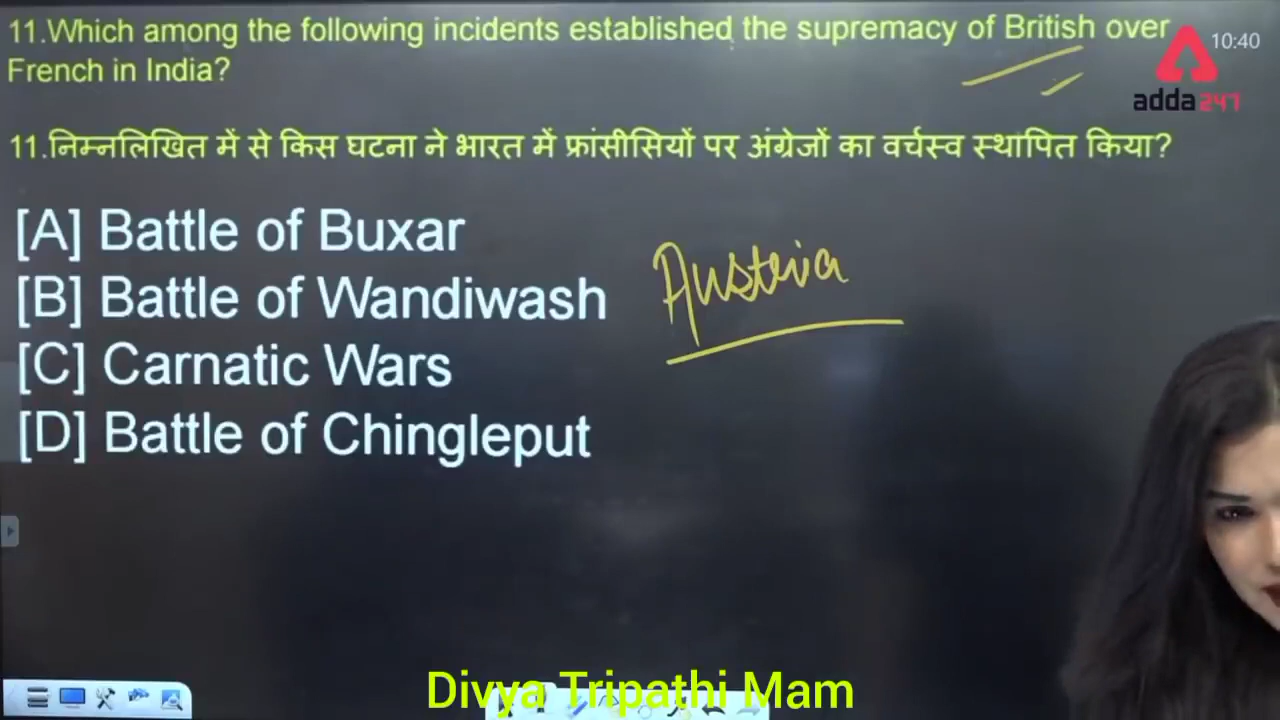 11.Which among the following incidents established the supremacy of British over
French in India?
10:40
adda247
11.निम्नलिखित में से किस घटना ने भारत में फ्रांसीसियों पर अंग्रेजों का वर्चस्व स्थापित किया?
[A] Battle of Buxar
[B] Battle of Wandiwash
Austeria
[C] Carnatic Wars
[D] Battle of Chingleput
Divya Tripathi Mam